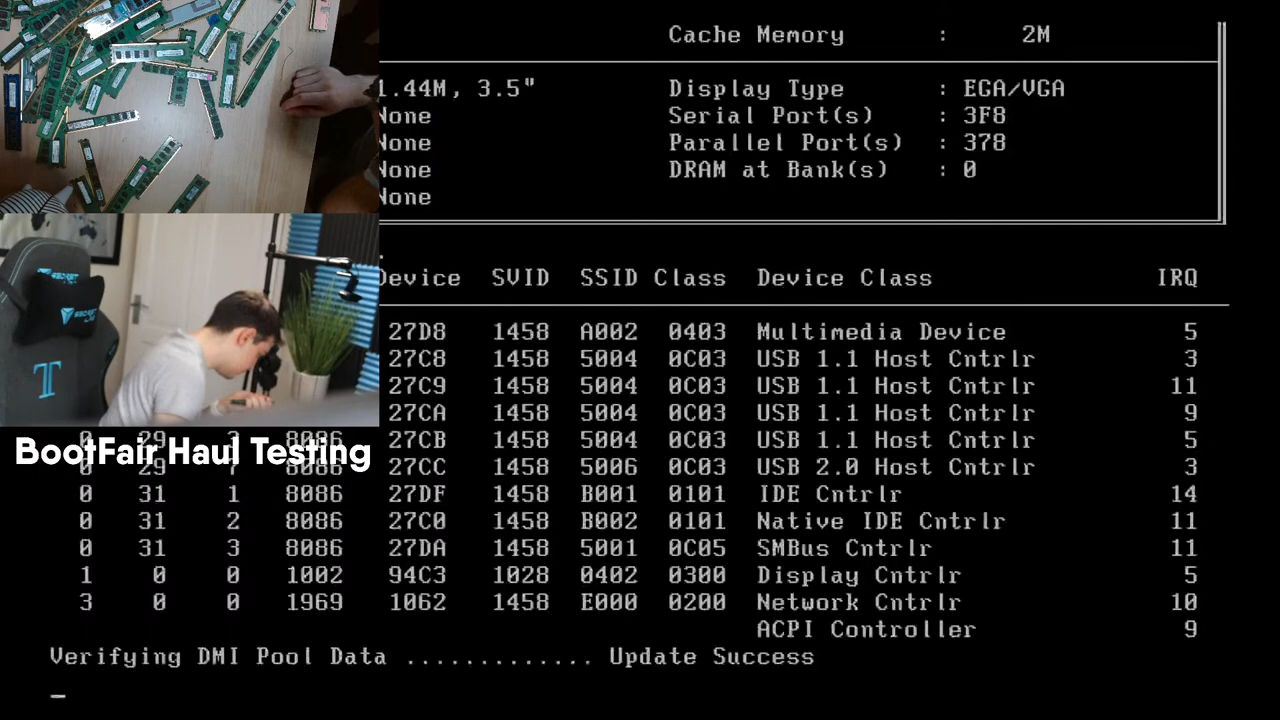 Cache Memory : 2M
1.44M, 3.5" Display Type : EGA/VGA
None Serial Port(s) : 3F8
None Parallel Port(s) : 378
None DRAM at Bank(s) : 0
None
Device SVID SSID Class Device Class IRQ
27D8 1458 A002 0403 Multimedia Device 5
27C8 1458 5004 0C03 USB 1.1 Host Cntrlr 3
27C9 1458 5004 0C03 USB 1.1 Host Cntrlr 11
27CA 1458 5004 0C03 USB 1.1 Host Cntrlr 9
0 29 3 8086 27CB 1458 5004 0C03 USB 1.1 Host Cntrlr 5
BootFair Haul Testing
0 29 7 8086 27CC 1458 5006 0C03 USB 2.0 Host Cntrlr 3
0 31 1 8086 27DF 1458 B001 0101 IDE Cntrlr 14
0 31 2 8086 27C0 1458 B002 0101 Native IDE Cntrlr 11
0 31 3 8086 27DA 1458 5001 0C05 SMBus Cntrlr 11
1 0 0 1002 94C3 1028 0402 0300 Display Cntrlr 5
3 0 0 1969 1062 1458 E000 0200 Network Cntrlr 10
ACPI Controller 9
Verifying DMI Pool Data ............. Update Success